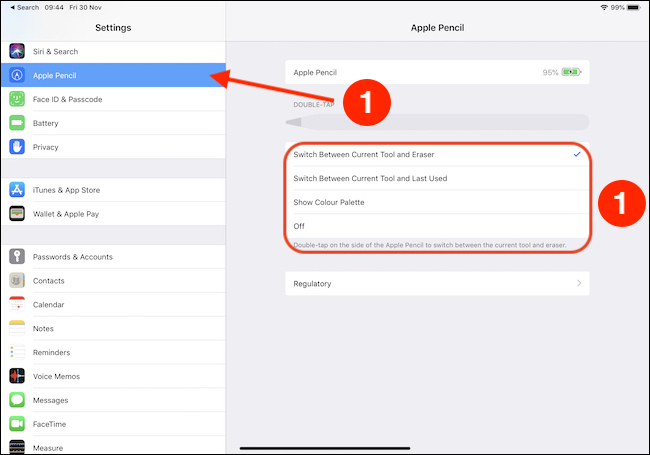 Search 09:44 Fri 30 Nov 99%
Settings
Siri & Search
Apple Pencil
Face ID & Passcode
Battery
Privacy
iTunes & App Store
Wallet & Apple Pay
Passwords & Accounts
Contacts
Calendar
Notes
Reminders
Voice Memos
Messages
FaceTime
Measure
Apple Pencil
Apple Pencil 95%
DOUBLE-TAP
1
Switch Between Current Tool and Eraser
Switch Between Current Tool and Last Used
Show Colour Palette
1
Off
Double-tap on the side of the Apple Pencil to switch between the current tool and eraser.
Regulatory